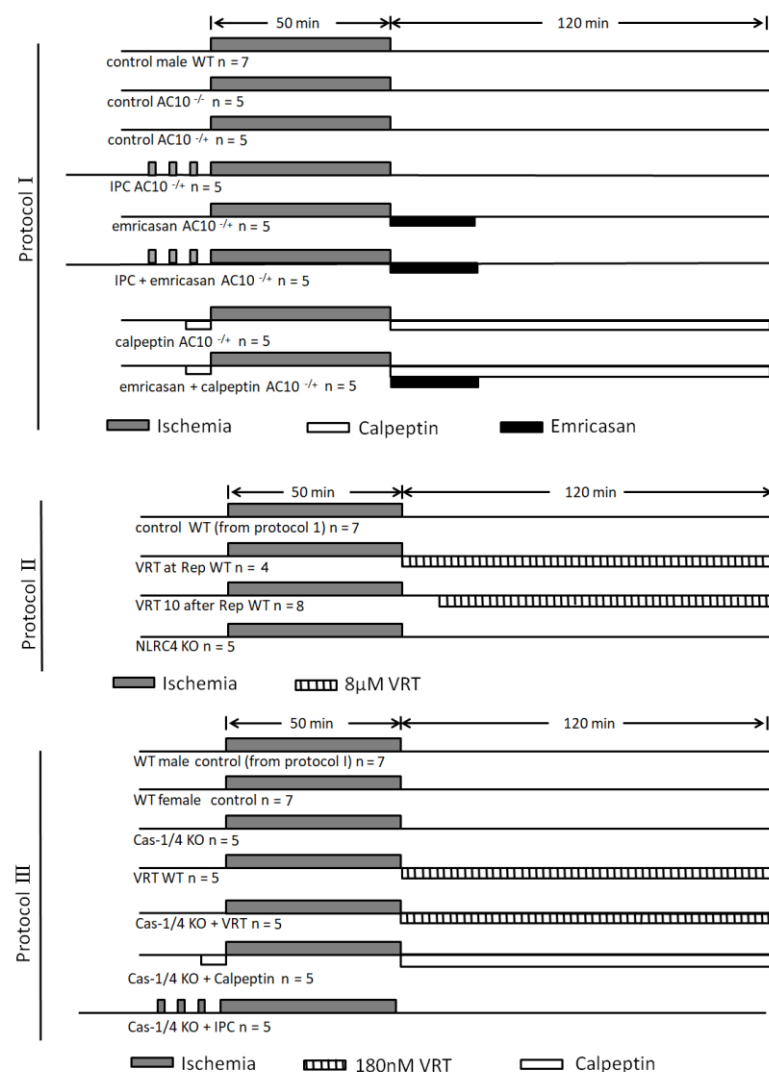 50 min
120 min
control male WT n = 7
control AC10 -/- n = 5
control AC10 -/+ n = 5
IPC AC10 -/+ n = 5
emricasan AC10 -/+ n = 5
IPC + emricasan AC10 -/+ n = 5
calpeptin AC10 -/+ n = 5
emricasan + calpeptin AC10 -/+ n = 5
Protocol I
Ischemia
Calpeptin
Emricasan
50 min
120 min
control WT (from protocol 1) n = 7
VRT at Rep WT n = 4
VRT 10 after Rep WT n = 8
NLRC4 KO n = 5
Protocol II
Ischemia
8µM VRT
50 min
120 min
WT male control (from protocol I) n = 7
WT female control n = 7
Cas-1/4 KO n = 5
VRT WT n = 5
Cas-1/4 KO + VRT n = 5
Cas-1/4 KO + Calpeptin n = 5
Cas-1/4 KO + IPC n = 5
Protocol III
Ischemia
180nM VRT
Calpeptin